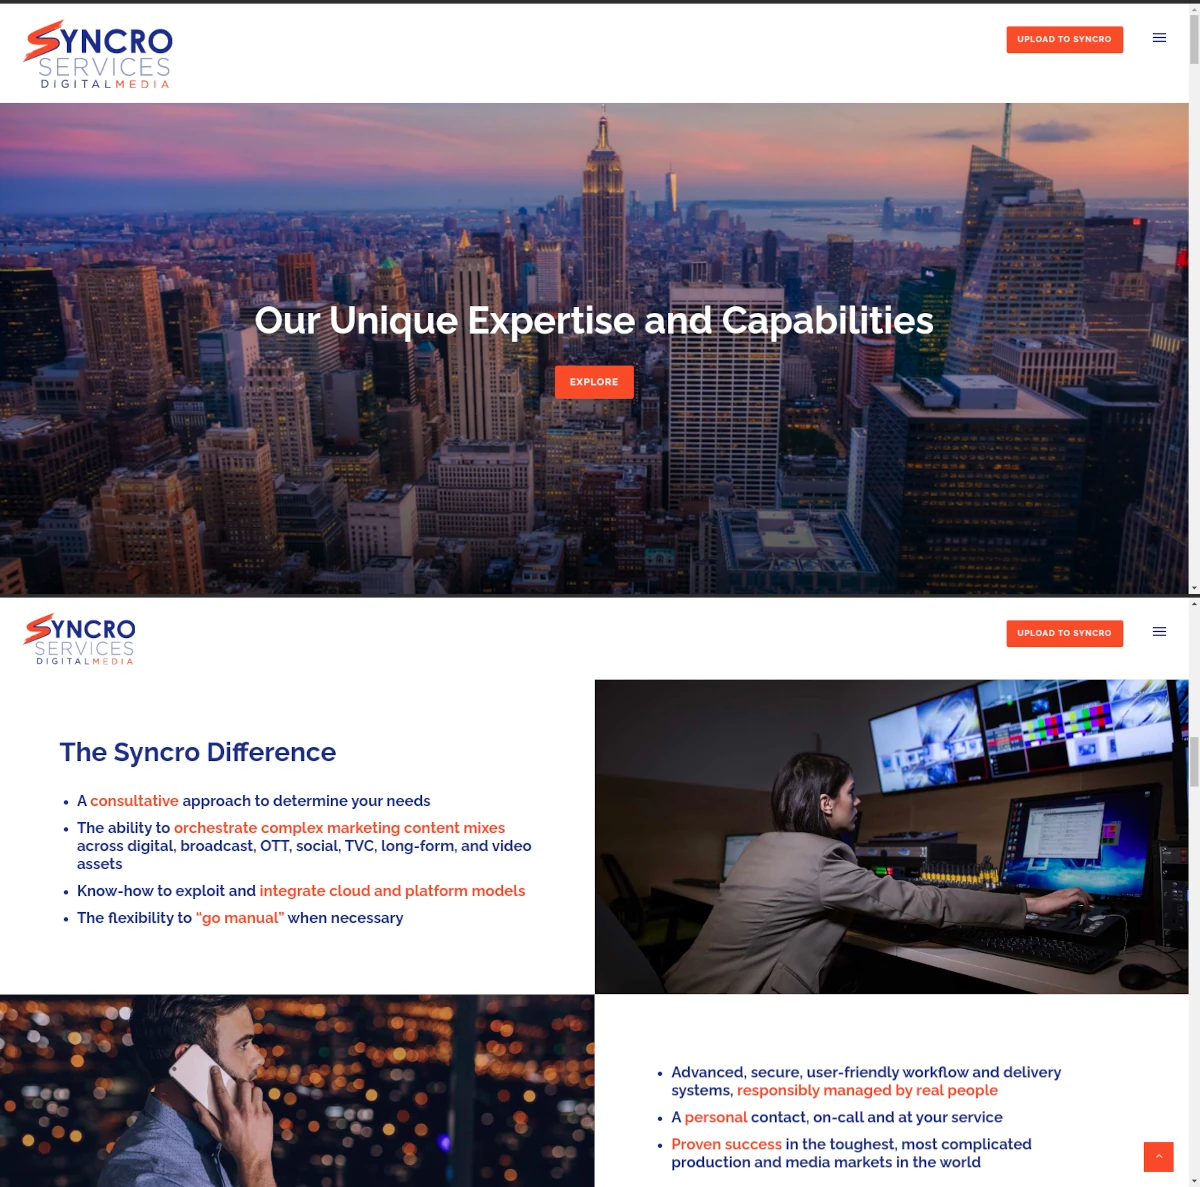 SYNCRO
SERVICES
DIGITALMEDIA
UPLOAD TO SYNCRO
Our Unique Expertise and Capabilities
EXPLORE
SYNCRO
SERVICES
DIGITALMEDIA
UPLOAD TO SYNCRO
The Syncro Difference
• A consultative approach to determine your needs
• The ability to orchestrate complex marketing content mixes
across digital, broadcast, OTT, social, TVC, long-form, and video
assets
• Know-how to exploit and integrate cloud and platform models
• The flexibility to “go manual” when necessary
• Advanced, secure, user-friendly workflow and delivery
systems, responsibly managed by real people
• A personal contact, on-call and at your service
• Proven success in the toughest, most complicated
production and media markets in the world